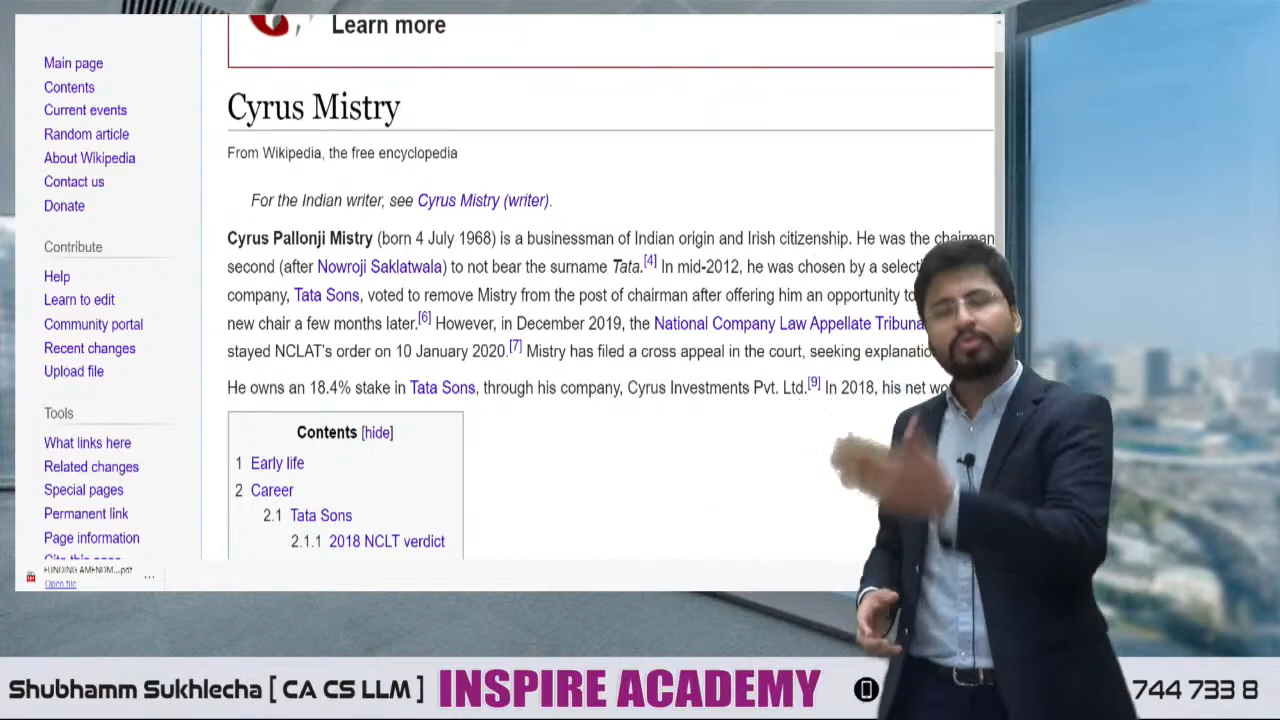 Learn more
Main page
Contents
Current events
Random article
About Wikipedia
Contact us
Donate
Contribute
Help
Learn to edit
Community portal
Recent changes
Upload file
Tools
What links here
Related changes
Special pages
Permanent link
Page information
Cite this page
Cyrus Mistry
From Wikipedia, the free encyclopedia
For the Indian writer, see Cyrus Mistry (writer).
Cyrus Pallonji Mistry (born 4 July 1968) is a businessman of Indian origin and Irish citizenship. He was the chairman
second (after Nowroji Saklatwala) to not bear the surname Tata.[4] In mid-2012, he was chosen by a selecti
company, Tata Sons, voted to remove Mistry from the post of chairman after offering him an opportunity to
new chair a few months later.[6] However, in December 2019, the National Company Law Appellate Tribuna
stayed NCLAT's order on 10 January 2020.[7] Mistry has filed a cross appeal in the court, seeking explanatio
He owns an 18.4% stake in Tata Sons, through his company, Cyrus Investments Pvt. Ltd.[9] In 2018, his net wo
Contents [hide]
1 Early life
2 Career
2.1 Tata Sons
2.1.1 2018 NCLT verdict
FUNDING AMENDM....pdf
Open file
...
Shubhamm Sukhlecha [ CA CS LLM ] INSPIRE ACADEMY 744 733 8